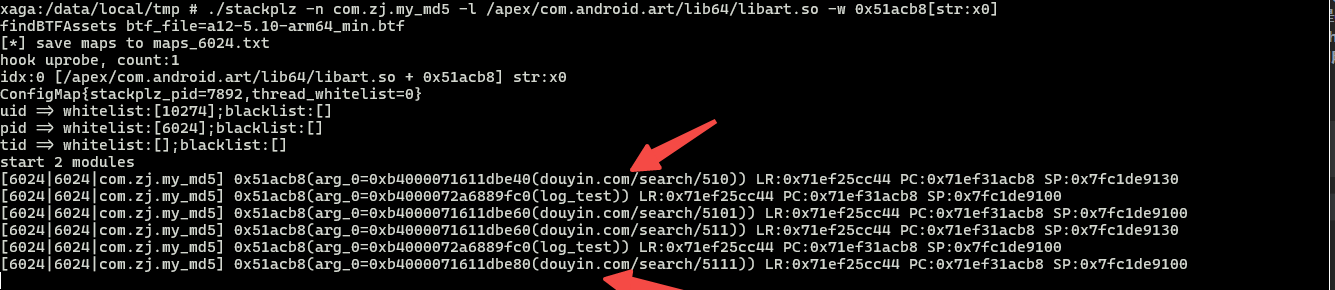 xaga:/data/local/tmp # ./stackplz -n com.zj.my_md5 -l /apex/com.android.art/lib64/libart.so -w 0x51acb8[str:x0]
findBTFAssets btf_file=a12-5.10-arm64_min.btf
[*] save maps to maps_6024.txt
hook uprobe, count:1
idx:0 [/apex/com.android.art/lib64/libart.so + 0x51acb8] str:x0
ConfigMap{stackplz_pid=7892,thread_whitelist=0}
uid => whitelist:[10274];blacklist:[]
pid => whitelist:[6024];blacklist:[]
tid => whitelist:[];blacklist:[]
start 2 modules
[6024|6024|com.zj.my_md5] 0x51acb8(arg_0=0xb4000071611dbe40(douyin.com/search/510)) LR:0x71ef25cc44 PC:0x71ef31acb8 SP:0x7fc1de9130
[6024|6024|com.zj.my_md5] 0x51acb8(arg_0=0xb4000072a6889fc0(log_test)) LR:0x71ef25cc44 PC:0x71ef31acb8 SP:0x7fc1de9100
[6024|6024|com.zj.my_md5] 0x51acb8(arg_0=0xb4000071611dbe60(douyin.com/search/5101)) LR:0x71ef25cc44 PC:0x71ef31acb8 SP:0x7fc1de9100
[6024|6024|com.zj.my_md5] 0x51acb8(arg_0=0xb4000071611dbe60(douyin.com/search/511)) LR:0x71ef25cc44 PC:0x71ef31acb8 SP:0x7fc1de9130
[6024|6024|com.zj.my_md5] 0x51acb8(arg_0=0xb4000072a6889fc0(log_test)) LR:0x71ef25cc44 PC:0x71ef31acb8 SP:0x7fc1de9100
[6024|6024|com.zj.my_md5] 0x51acb8(arg_0=0xb4000071611dbe80(douyin.com/search/5111)) LR:0x71ef25cc44 PC:0x71ef31acb8 SP:0x7fc1de9100